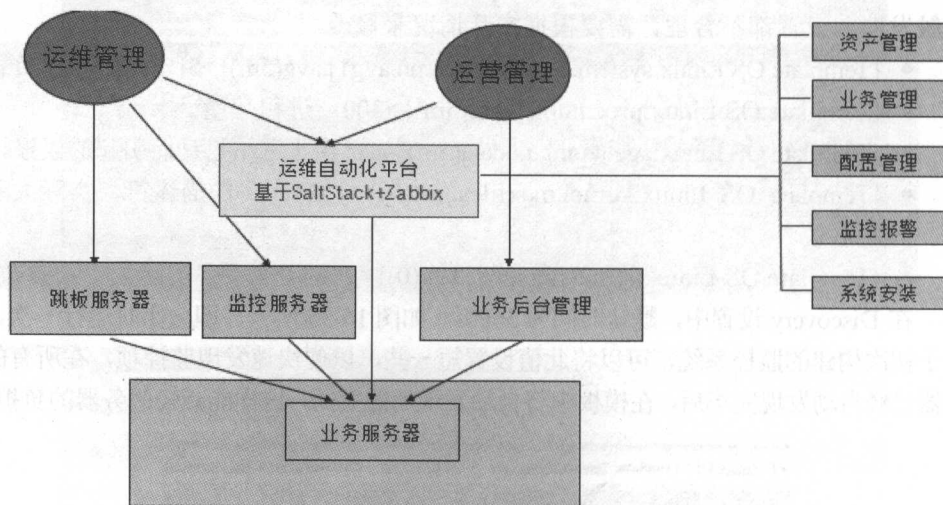 运维管理
运营管理
运维自动化平台
基于SaltStack+Zabbix
跳板服务器
监控服务器
业务后台管理
业务服务器
资产管理
业务管理
配置管理
监控报警
系统安装